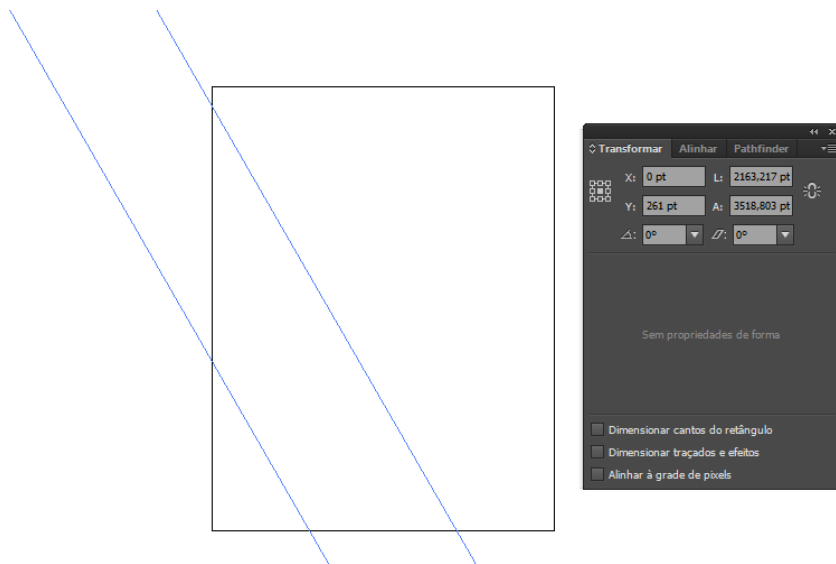 Transformar Alinhar Pathfinder
X: 0 pt L: 2163,217 pt
Y: 261 pt A: 3518,803 pt
0° 0°
Sem propriedades de forma
Dimensionar cantos do retângulo
Dimensionar traçados e efeitos
Alinhar à grade de pixels